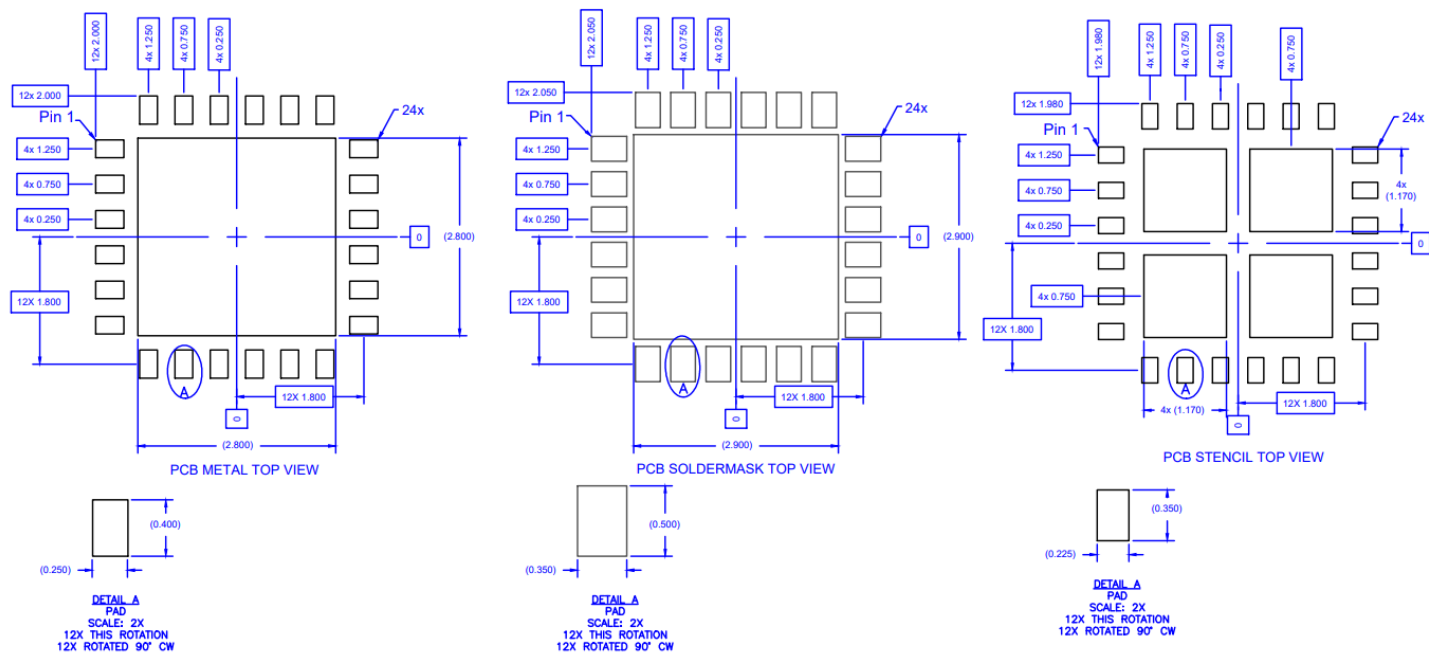 12x 2.000
4x 1.250
4x 0.750
4x 0.250
12x 2.000
Pin 1
24x
4x 1.250
4x 0.750
4x 0.250
0
(2.800)
12X 1.800
A
12X 1.800
0
(2.800)
PCB METAL TOP VIEW
(0.400)
(0.250)
DETAIL A
PAD
SCALE: 2X
12X THIS ROTATION
12X ROTATED 90° CW
12x 2.050
4x 1.250
4x 0.750
4x 0.250
12x 2.050
Pin 1
24x
4x 1.250
4x 0.750
4x 0.250
0
(2.900)
12X 1.800
A
12X 1.800
0
(2.900)
PCB SOLDERMASK TOP VIEW
(0.500)
(0.350)
DETAIL A
PAD
SCALE: 2X
12X THIS ROTATION
12X ROTATED 90° CW
12x 1.980
4x 1.250
4x 0.750
4x 0.250
4x 0.750
12x 1.980
Pin 1
24x
4x 1.250
4x 0.750
4x 0.250
4x
(1.170)
0
4x 0.750
12X 1.800
A
12X 1.800
4x (1.170)
0
PCB STENCIL TOP VIEW
(0.350)
(0.225)
DETAIL A
PAD
SCALE: 2X
12X THIS ROTATION
12X ROTATED 90° CW